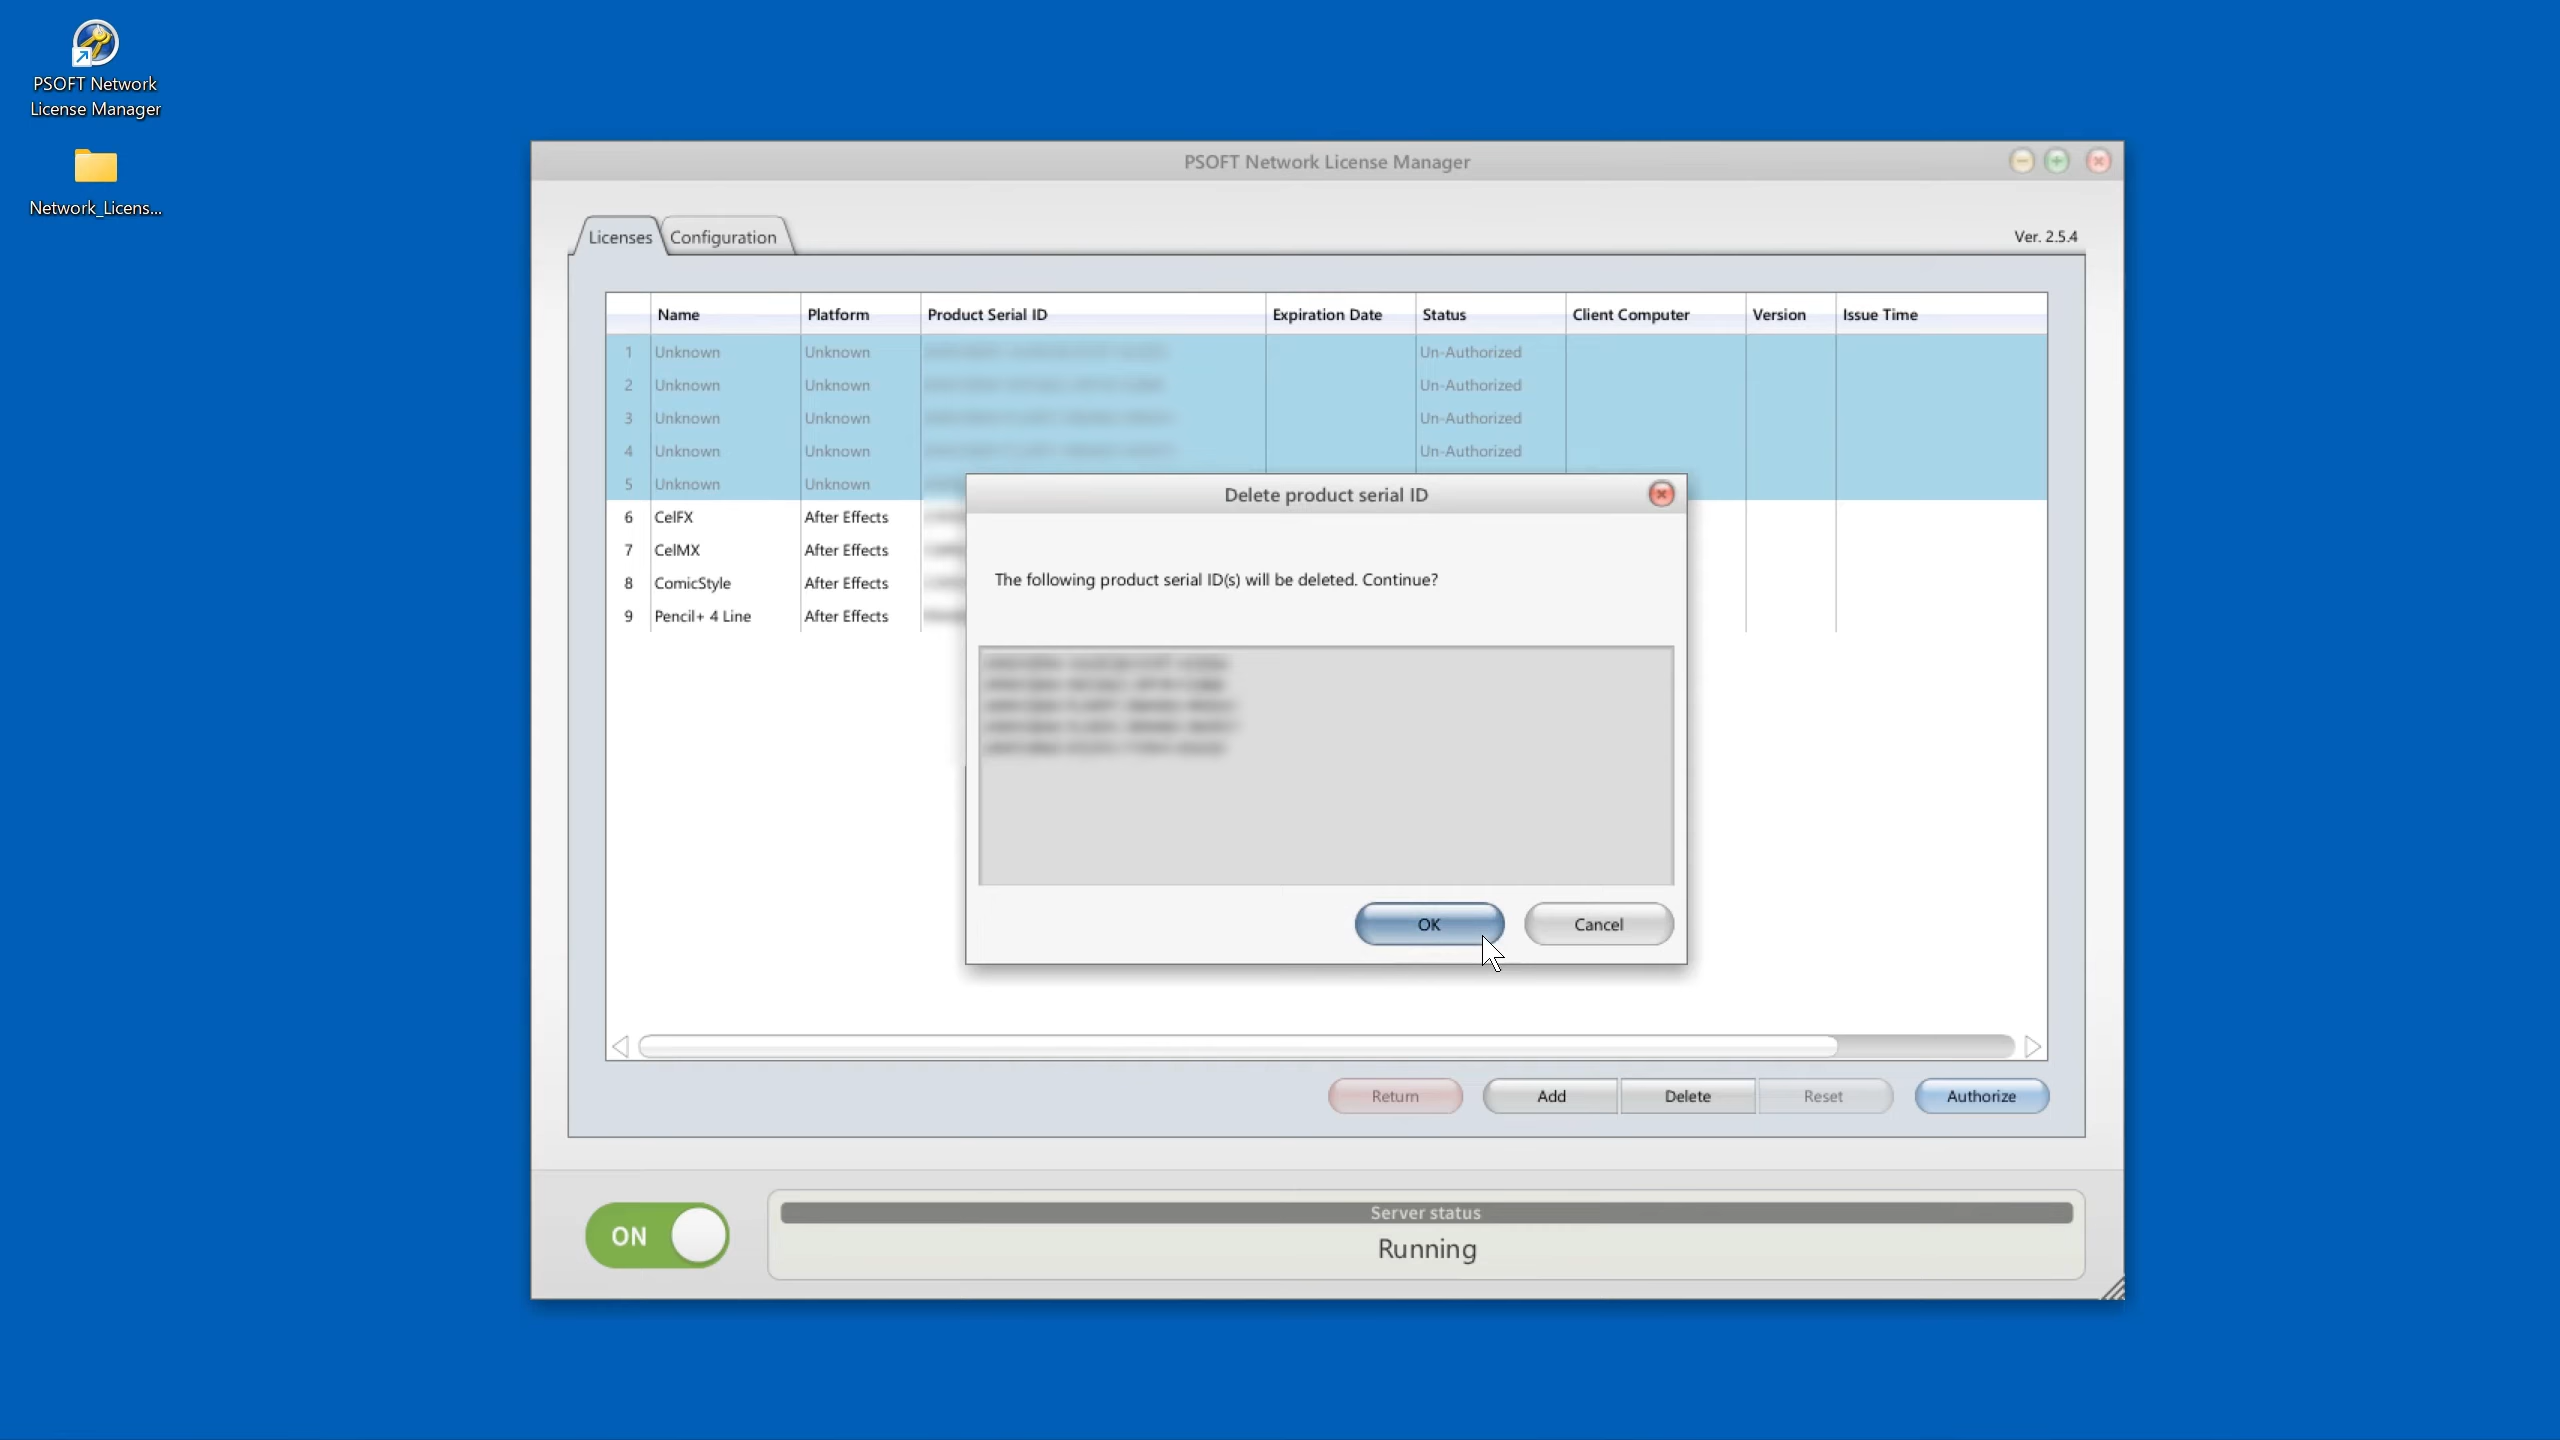 PSOFT Network
License Manager
Network_Licens...
PSOFT Network License Manager
Licenses Configuration Ver. 2.5.4
Name Platform Product Serial ID Expiration Date Status Client Computer Version Issue Time
1 Unknown Unknown Un-Authorized
2 Unknown Unknown Un-Authorized
3 Unknown Unknown Un-Authorized
4 Unknown Unknown Un-Authorized
5 Unknown Unknown
6 CelFX After Effects
7 CelMX After Effects
8 ComicStyle After Effects
9 Pencil+ 4 Line After Effects
Delete product serial ID
The following product serial ID(s) will be deleted. Continue?
OK Cancel
Return Add Delete Reset Authorize
ON
Server status
Running